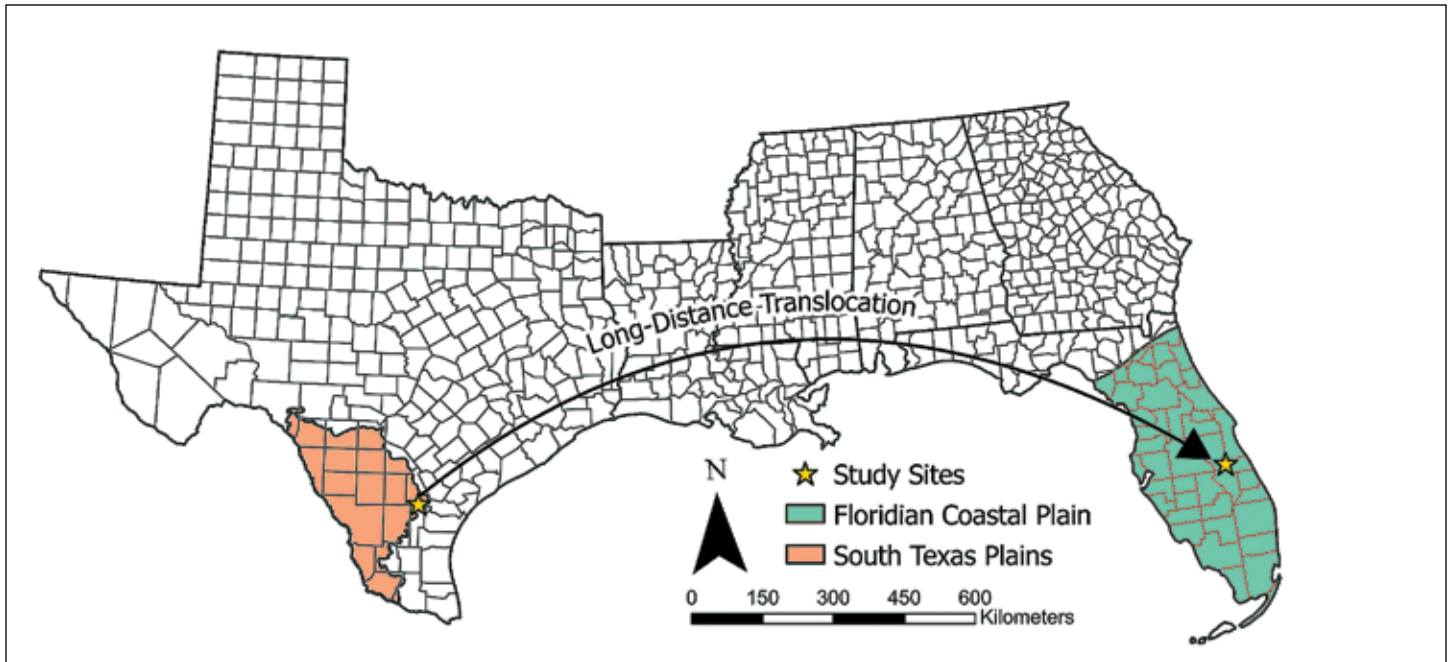 Long-Distance Translocation
N
Study Sites
Floridian Coastal Plain
South Texas Plains
0 150 300 450 600
Kilometers